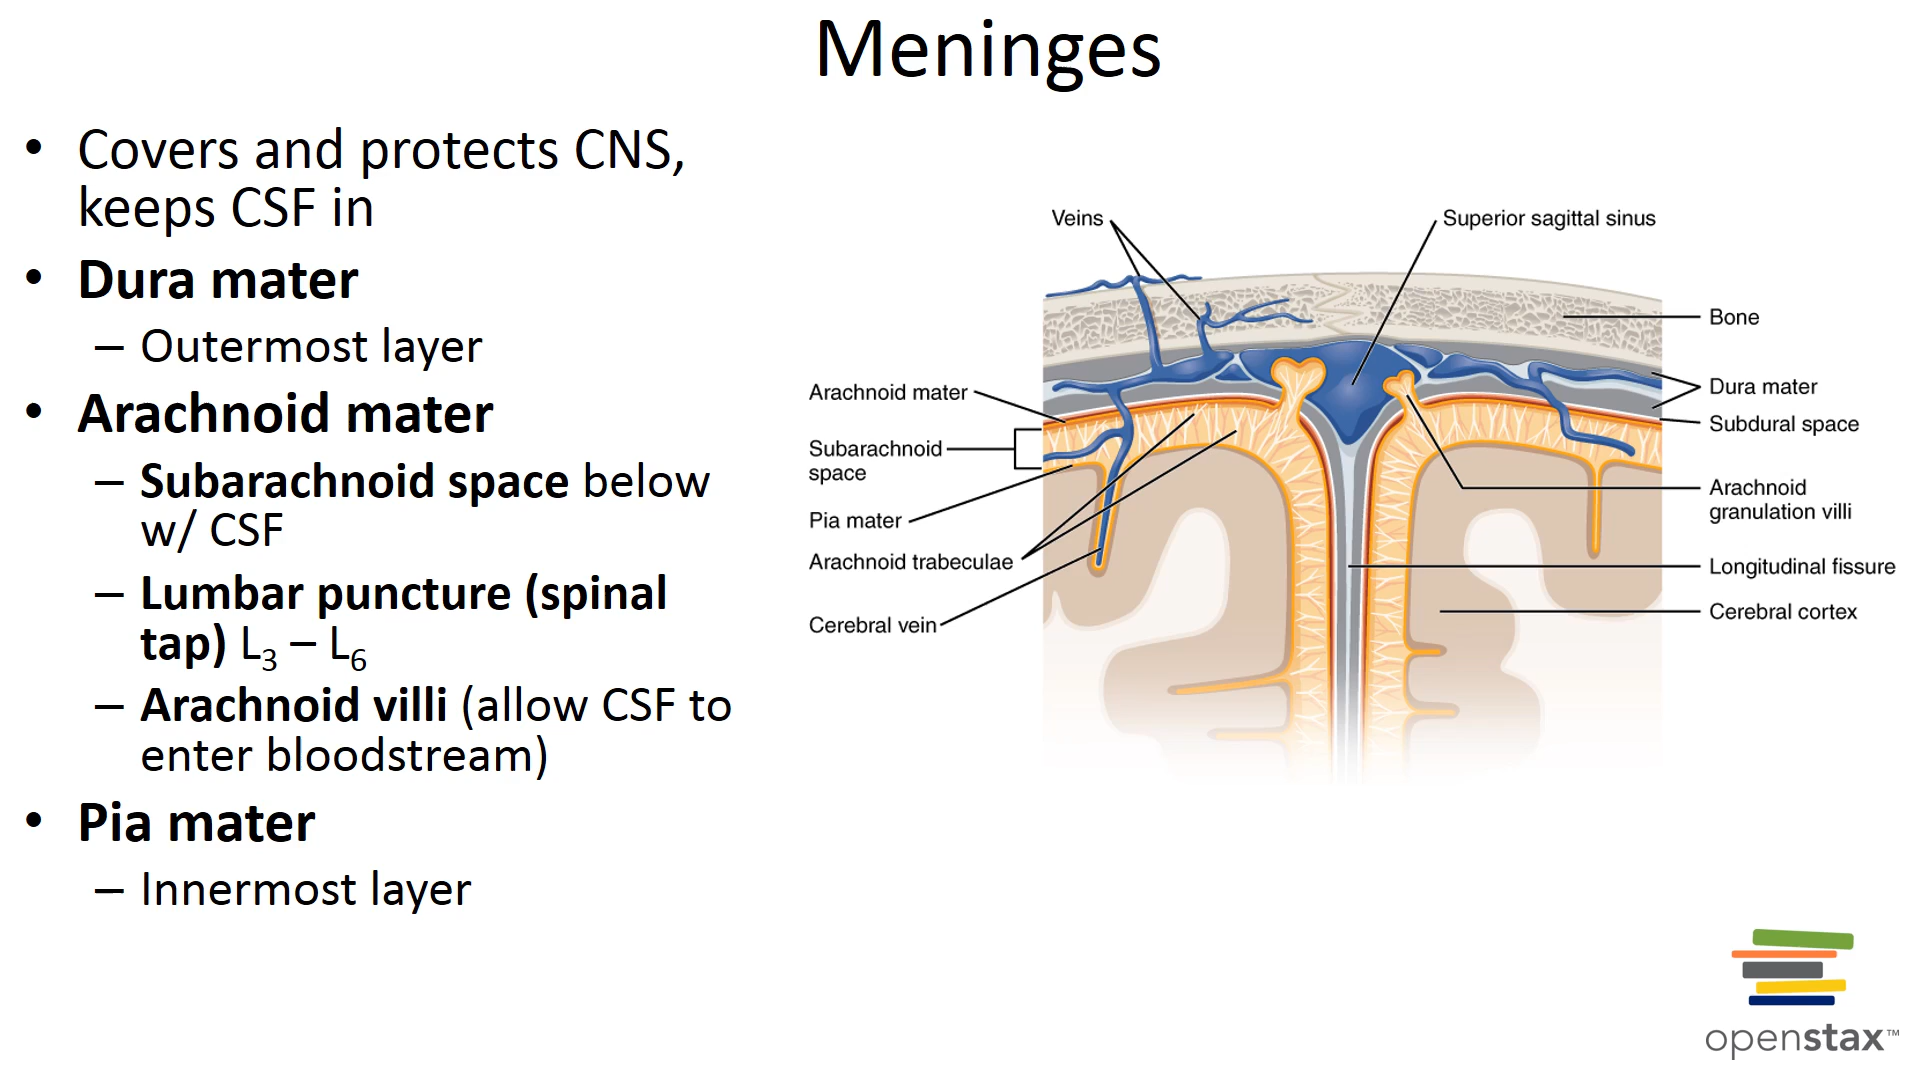 Meninges
• Covers and protects CNS,
keeps CSF in
• Dura mater
– Outermost layer
• Arachnoid mater
– Subarachnoid space below
w/ CSF
– Lumbar puncture (spinal
tap) L3 – L6
– Arachnoid villi (allow CSF to
enter bloodstream)
• Pia mater
– Innermost layer
Veins
Arachnoid mater
Subarachnoid
space
Pia mater
Arachnoid trabeculae
Cerebral vein
Superior sagittal sinus
Bone
Dura mater
Subdural space
Arachnoid
granulation villi
Longitudinal fissure
Cerebral cortex
openstax™